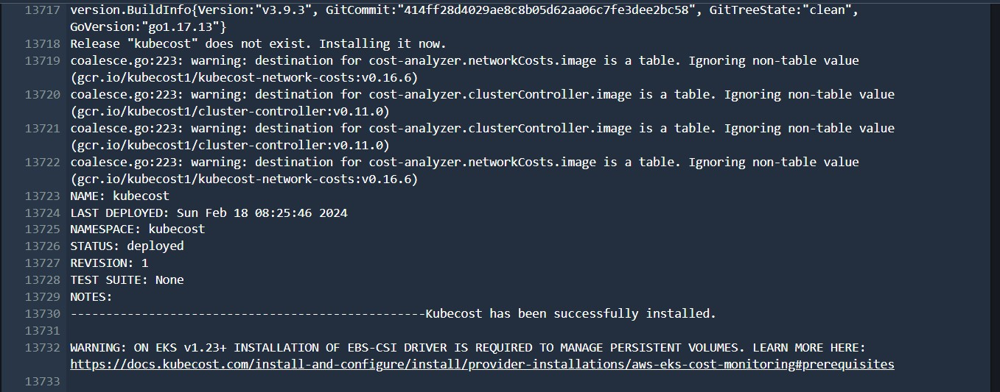 13717 version.BuildInfo{Version:"v3.9.3", GitCommit:"414ff28d4029ae8c8b05d62aa06c7fe3dee2bc58", GitTreeState:"clean",
GoVersion:"go1.17.13"}
13718 Release "kubecost" does not exist. Installing it now.
13719 coalesce.go:223: warning: destination for cost-analyzer.networkCosts.image is a table. Ignoring non-table value
(gcr.io/kubecost1/kubecost-network-costs:v0.16.6)
13720 coalesce.go:223: warning: destination for cost-analyzer.clusterController.image is a table. Ignoring non-table value
(gcr.io/kubecost1/cluster-controller:v0.11.0)
13721 coalesce.go:223: warning: destination for cost-analyzer.clusterController.image is a table. Ignoring non-table value
(gcr.io/kubecost1/cluster-controller:v0.11.0)
13722 coalesce.go:223: warning: destination for cost-analyzer.networkCosts.image is a table. Ignoring non-table value
(gcr.io/kubecost1/kubecost-network-costs:v0.16.6)
13723 NAME: kubecost
13724 LAST DEPLOYED: Sun Feb 18 08:25:46 2024
13725 NAMESPACE: kubecost
13726 STATUS: deployed
13727 REVISION: 1
13728 TEST SUITE: None
13729 NOTES:
13730 --------------------------------------------------Kubecost has been successfully installed.
13731
13732 WARNING: ON EKS v1.23+ INSTALLATION OF EBS-CSI DRIVER IS REQUIRED TO MANAGE PERSISTENT VOLUMES. LEARN MORE HERE:
https://docs.kubecost.com/install-and-configure/install/provider-installations/aws-eks-cost-monitoring#prerequisites
13733